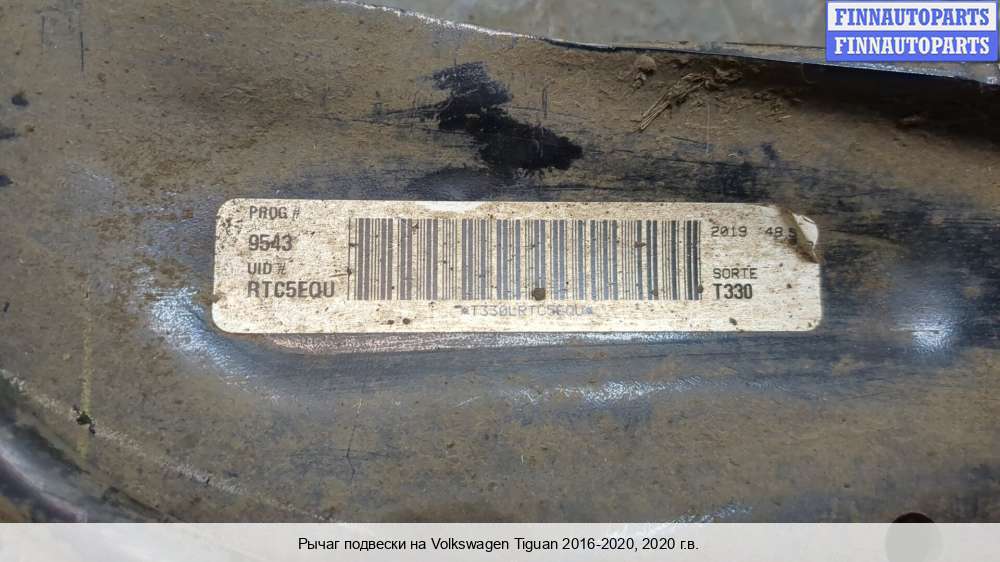 FINNAUTOPARTS
FINNAUTOPARTS
PROG #
9543
2019 48 5
UID #
RTC5EQU
SORTE
T330
*T330LRTC5EQU*
Рычаг подвески на Volkswagen Tiguan 2016-2020, 2020 г.в.